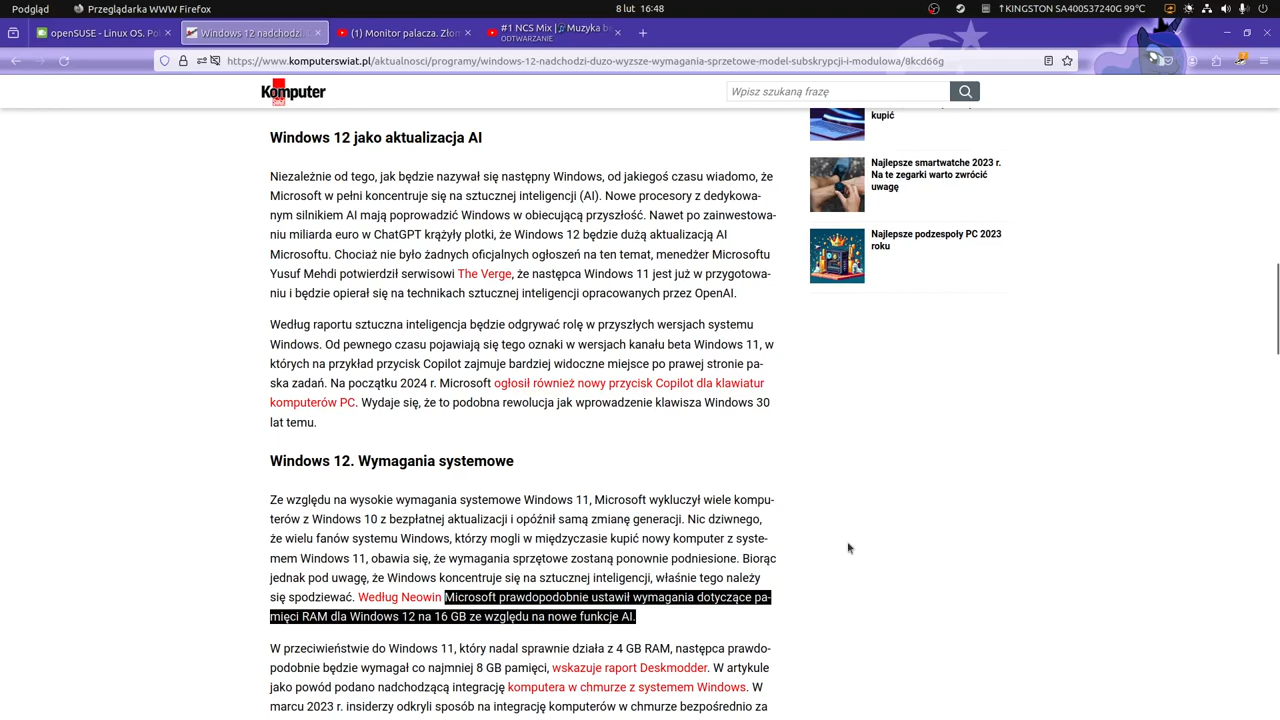 Podgląd
Przeglądarka WWW Firefox
8 lut 16:48
↑KINGSTON SA400S37240G 99°C
openSUSE - Linux OS. Pol
Windows 12 nadchodzi.
(1) Monitor palacza. Złom
#1 NCS Mix | Muzyka be
ODTWARZANIE
https://www.komputerswiat.pl/aktualnosci/programy/windows-12-nadchodzi-duzo-wyzsze-wymagania-sprzetowe-model-subskrypcji-i-modulowa/8kcd66g
Komputer
Świat
Wpisz szukaną frazę
kupić
Najlepsze smartwatche 2023 r.
Na te zegarki warto zwrócić
uwagę
Najlepsze podzespoły PC 2023
roku
Windows 12 jako aktualizacja AI
Niezależnie od tego, jak będzie nazywał się następny Windows, od jakiegoś czasu wiadomo, że
Microsoft w pełni koncentruje się na sztucznej inteligencji (AI). Nowe procesory z dedykowa-
nym silnikiem AI mają poprowadzić Windows w obiecującą przyszłość. Nawet po zainwestowa-
niu miliarda euro w ChatGPT krążyły plotki, że Windows 12 będzie dużą aktualizacją AI
Microsoftu. Chociaż nie było żadnych oficjalnych ogłoszeń na ten temat, menedżer Microsoftu
Yusuf Mehdi potwierdził serwisowi The Verge, że następca Windows 11 jest już w przygotowa-
niu i będzie opierał się na technikach sztucznej inteligencji opracowanych przez OpenAI.
Według raportu sztuczna inteligencja będzie odgrywać rolę w przyszłych wersjach systemu
Windows. Od pewnego czasu pojawiają się tego oznaki w wersjach kanału beta Windows 11, w
których na przykład przycisk Copilot zajmuje bardziej widoczne miejsce po prawej stronie pa-
ska zadań. Na początku 2024 r. Microsoft ogłosił również nowy przycisk Copilot dla klawiatur
komputerów PC. Wydaje się, że to podobna rewolucja jak wprowadzenie klawisza Windows 30
lat temu.
Windows 12. Wymagania systemowe
Ze względu na wysokie wymagania systemowe Windows 11, Microsoft wykluczył wiele kompu-
terów z Windows 10 z bezpłatnej aktualizacji i opóźnił samą zmianę generacji. Nic dziwnego,
że wielu fanów systemu Windows, którzy mogli w międzyczasie kupić nowy komputer z syste-
mem Windows 11, obawia się, że wymagania sprzętowe zostaną ponownie podniesione. Biorąc
jednak pod uwagę, że Windows koncentruje się na sztucznej inteligencji, właśnie tego należy
się spodziewać. Według Neowin Microsoft prawdopodobnie ustawił wymagania dotyczące pa-
mięci RAM dla Windows 12 na 16 GB ze względu na nowe funkcje AI.
W przeciwieństwie do Windows 11, który nadal sprawnie działa z 4 GB RAM, następca prawdo-
podobnie będzie wymagał co najmniej 8 GB pamięci, wskazuje raport Deskmodder. W artykule
jako powód podano nadchodzącą integrację komputera w chmurze z systemem Windows. W
marcu 2023 r. insiderzy odkryli sposób na integrację komputerów w chmurze bezpośrednio za